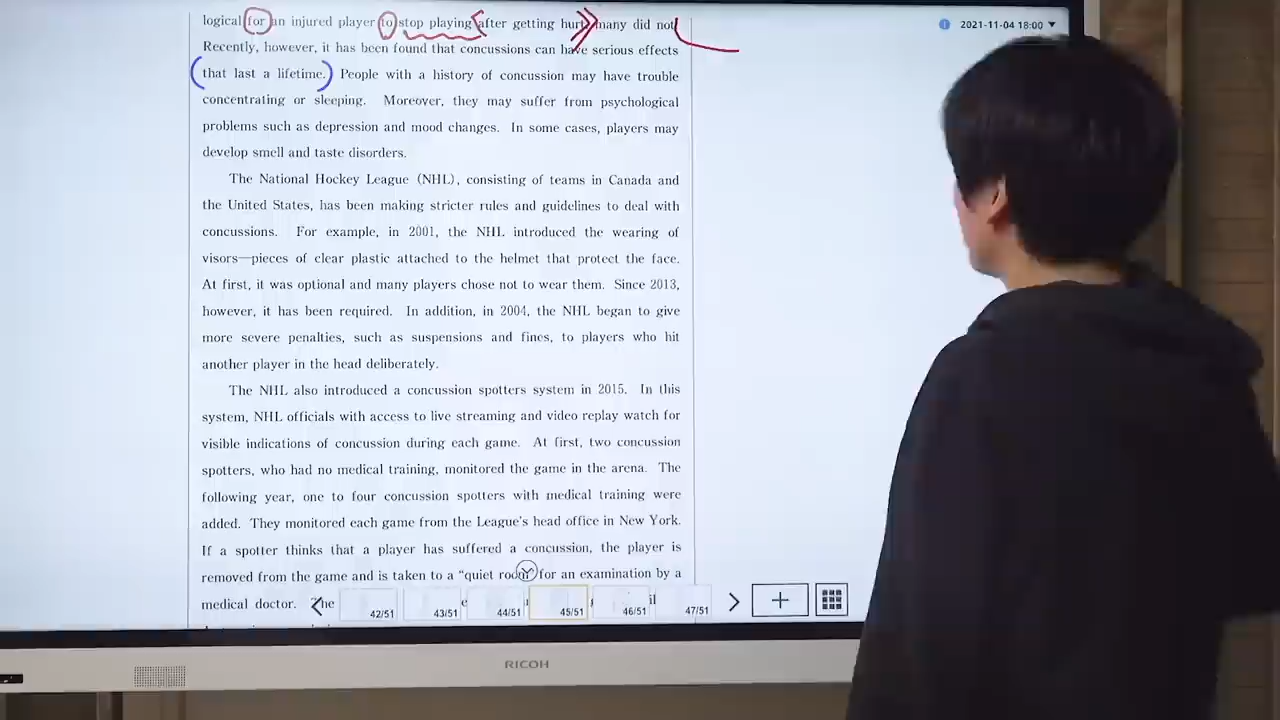 logical for an injured player to stop playing after getting hurt, many did not.
2021-11-04 18:00 ▼
Recently, however, it has been found that concussions can have serious effects
that last a lifetime. People with a history of concussion may have trouble
concentrating or sleeping. Moreover, they may suffer from psychological
problems such as depression and mood changes. In some cases, players may
develop smell and taste disorders.
The National Hockey League (NHL), consisting of teams in Canada and
the United States, has been making stricter rules and guidelines to deal with
concussions. For example, in 2001, the NHL introduced the wearing of
visors—pieces of clear plastic attached to the helmet that protect the face.
At first, it was optional and many players chose not to wear them. Since 2013,
however, it has been required. In addition, in 2004, the NHL began to give
more severe penalties, such as suspensions and fines, to players who hit
another player in the head deliberately.
The NHL also introduced a concussion spotters system in 2015. In this
system, NHL officials with access to live streaming and video replay watch for
visible indications of concussion during each game. At first, two concussion
spotters, who had no medical training, monitored the game in the arena. The
following year, one to four concussion spotters with medical training were
added. They monitored each game from the League's head office in New York.
If a spotter thinks that a player has suffered a concussion, the player is
removed from the game and is taken to a "quiet room" for an examination by a
medical doctor. The
42/51 43/51 44/51 45/51 46/51 47/51
RICOH